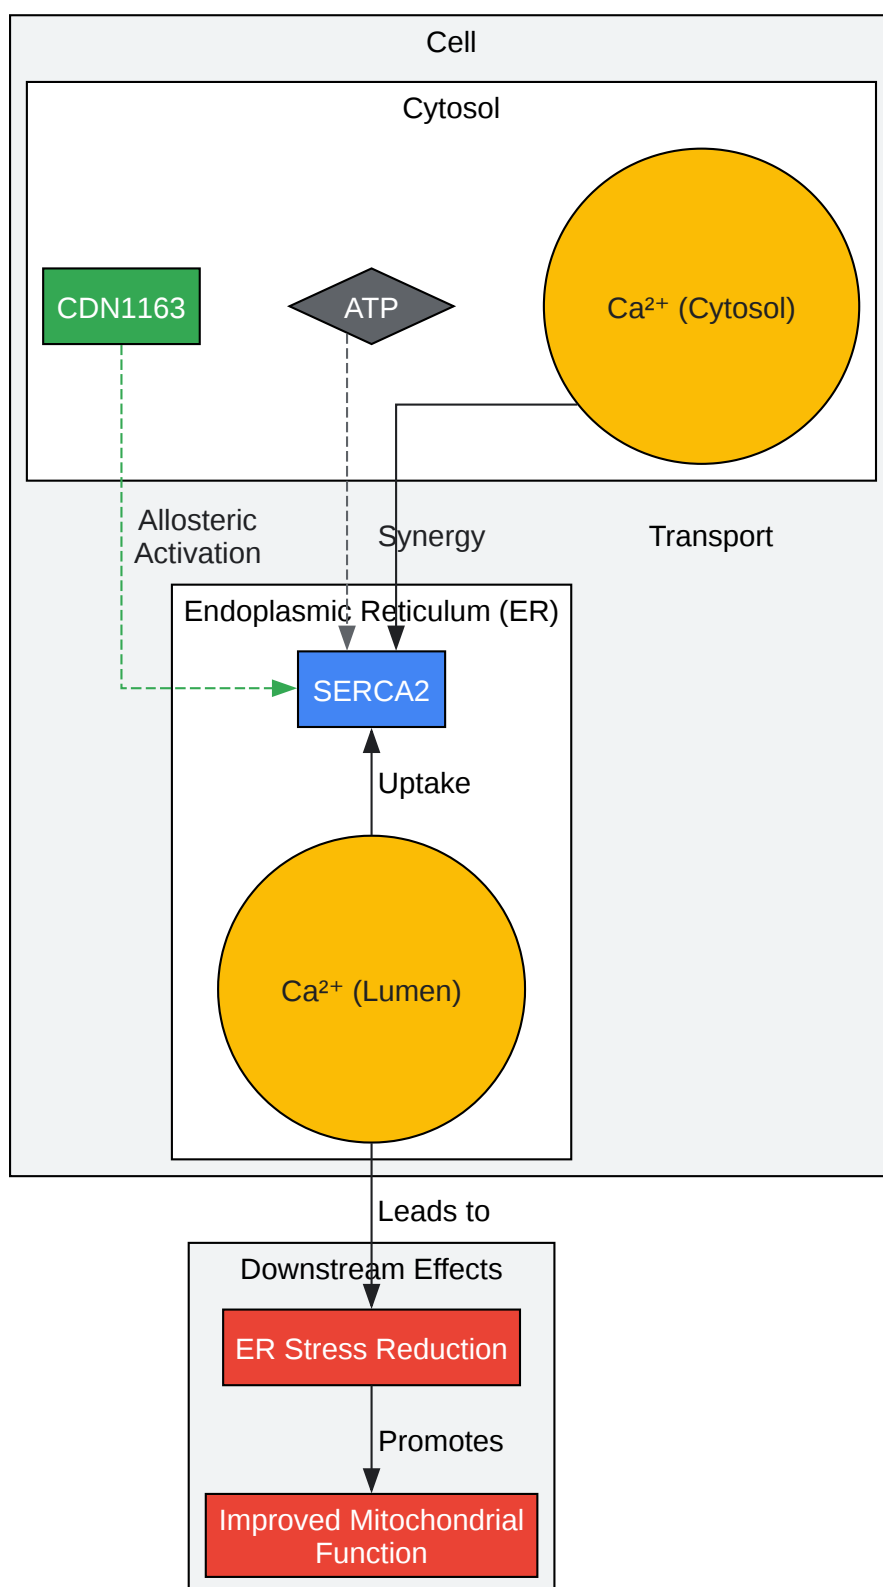 Cell
Cytosol
CDN1163
ATP
Ca²⁺ (Cytosol)
Allosteric
Activation
Synergy
Transport
Endoplasmic Reticulum (ER)
SERCA2
Uptake
Ca²⁺ (Lumen)
Leads to
Downstream Effects
ER Stress Reduction
Promotes
Improved Mitochondrial
Function